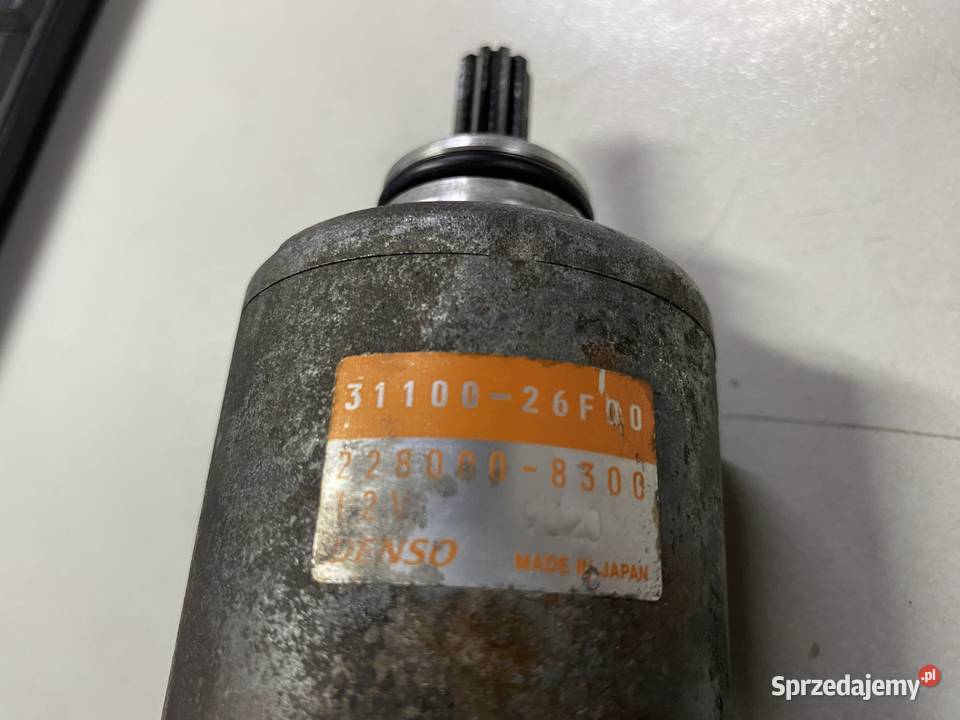 31100-26F00
228000-8300
12V
DENSO MADE IN JAPAN
Sprzedajemy.pl